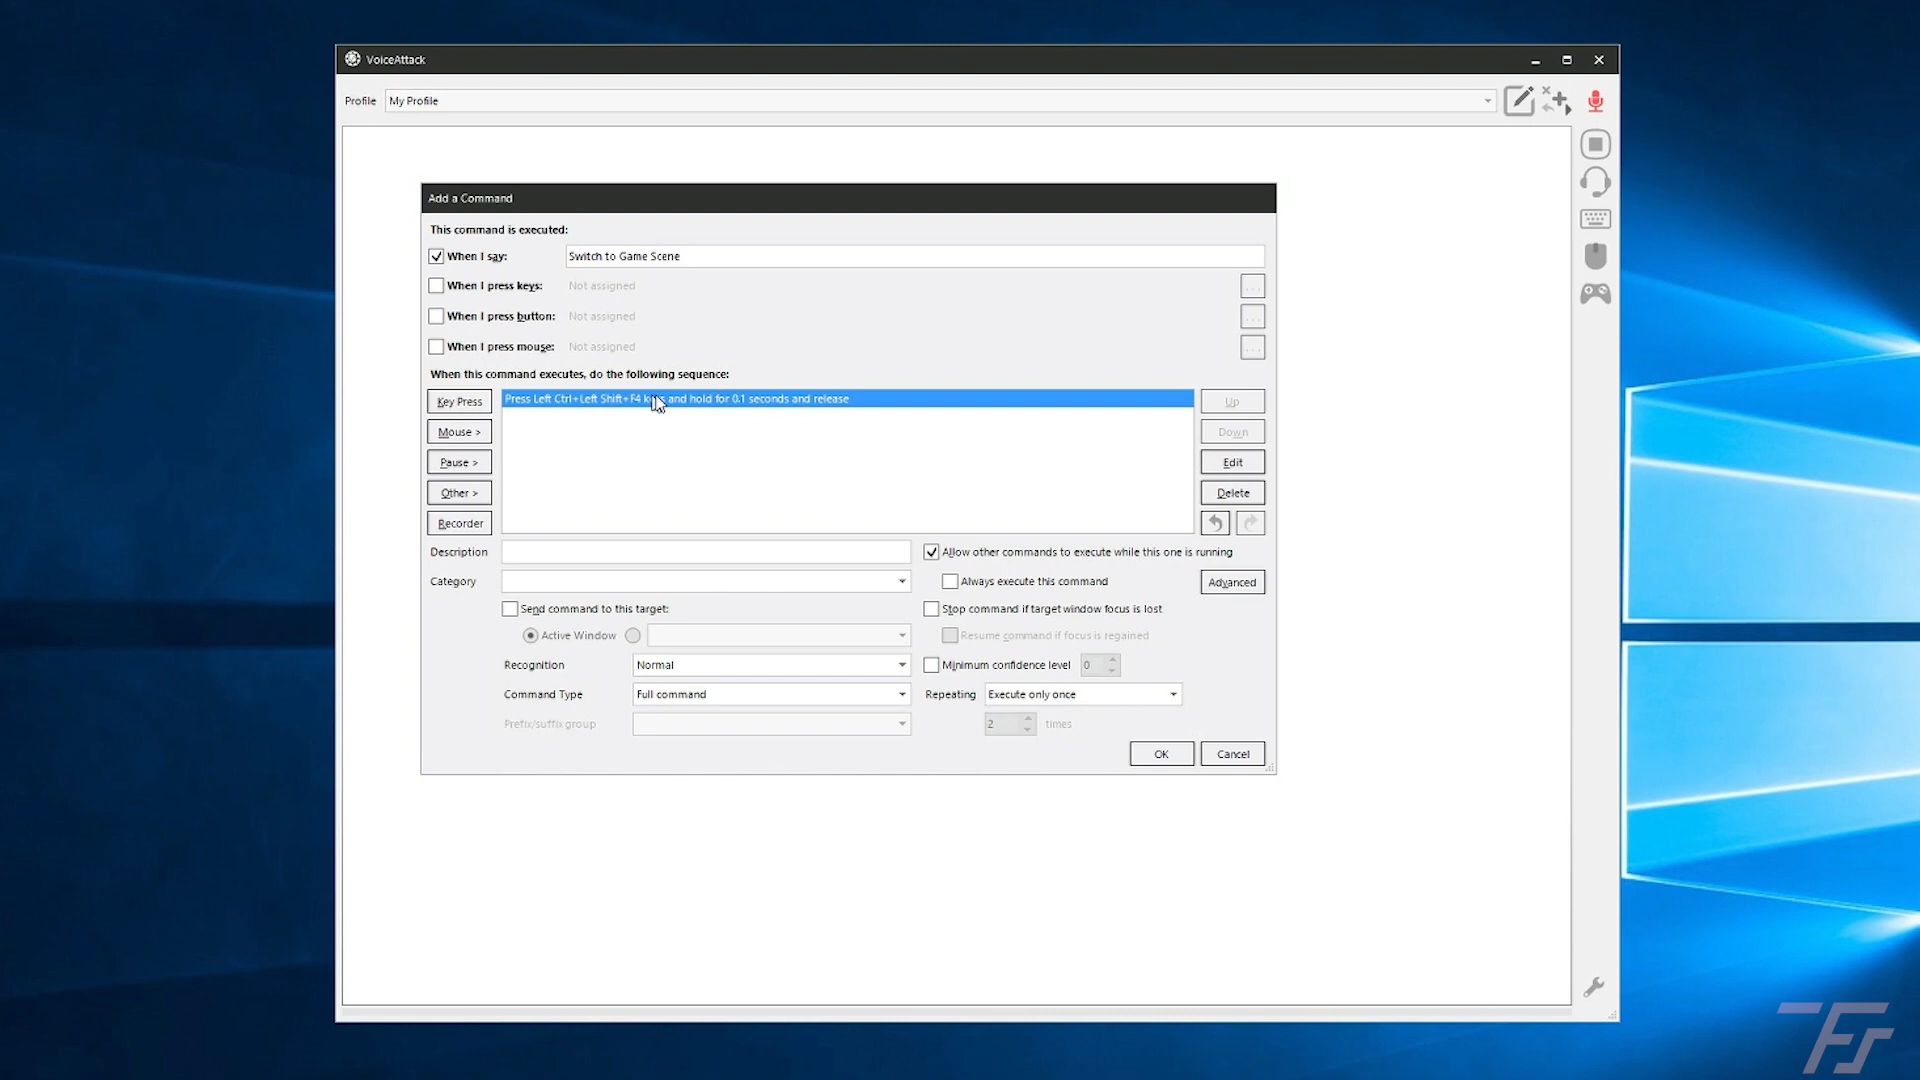 VoiceAttack
Profile My Profile
Add a Command
This command is executed:
When I say: Switch to Game Scene
When I press keys: Not assigned ...
When I press button: Not assigned ...
When I press mouse: Not assigned ...
When this command executes, do the following sequence:
Key Press Press Left Ctrl+Left Shift+F4 and hold for 0.1 seconds and release Up
Mouse > Down
Pause > Edit
Other > Delete
Recorder
Description Allow other commands to execute while this one is running
Category Always execute this command Advanced
Send command to this target: Stop command if target window focus is lost
Active Window Resume command if focus is regained
Recognition Normal Minimum confidence level 0
Command Type Full command Repeating Execute only once
Prefix/suffix group 2 times
OK Cancel